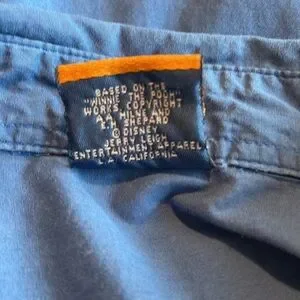 BASED ON THE
"WINNIE THE POOH"
WORKS, COPYRIGHT
A.A. MILNE AND
E.H. SHEPARD
© DISNEY
JERRY LEIGH
ENTERTAINMENT APPAREL
L.A. CALIFORNIA